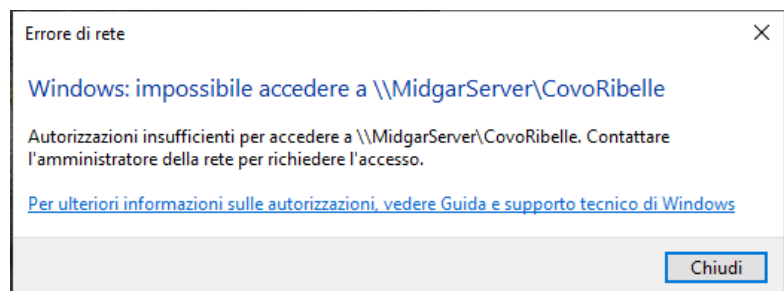 Errore di rete
Windows: impossibile accedere a \\MidgarServer\CovoRibelle
Autorizzazioni insufficienti per accedere a \\MidgarServer\CovoRibelle. Contattare
l'amministratore della rete per richiedere l'accesso.
Per ulteriori informazioni sulle autorizzazioni, vedere Guida e supporto tecnico di Windows
Chiudi